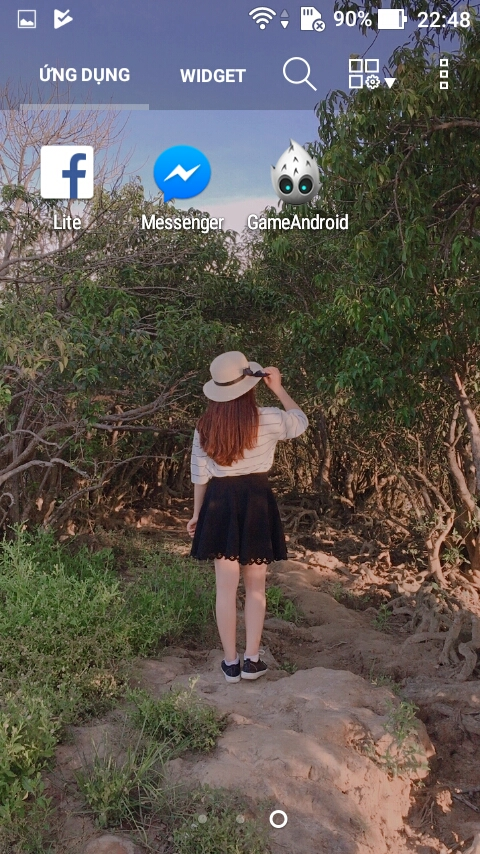 90% 22:48
ỨNG DỤNG WIDGET
Lite Messenger GameAndroid